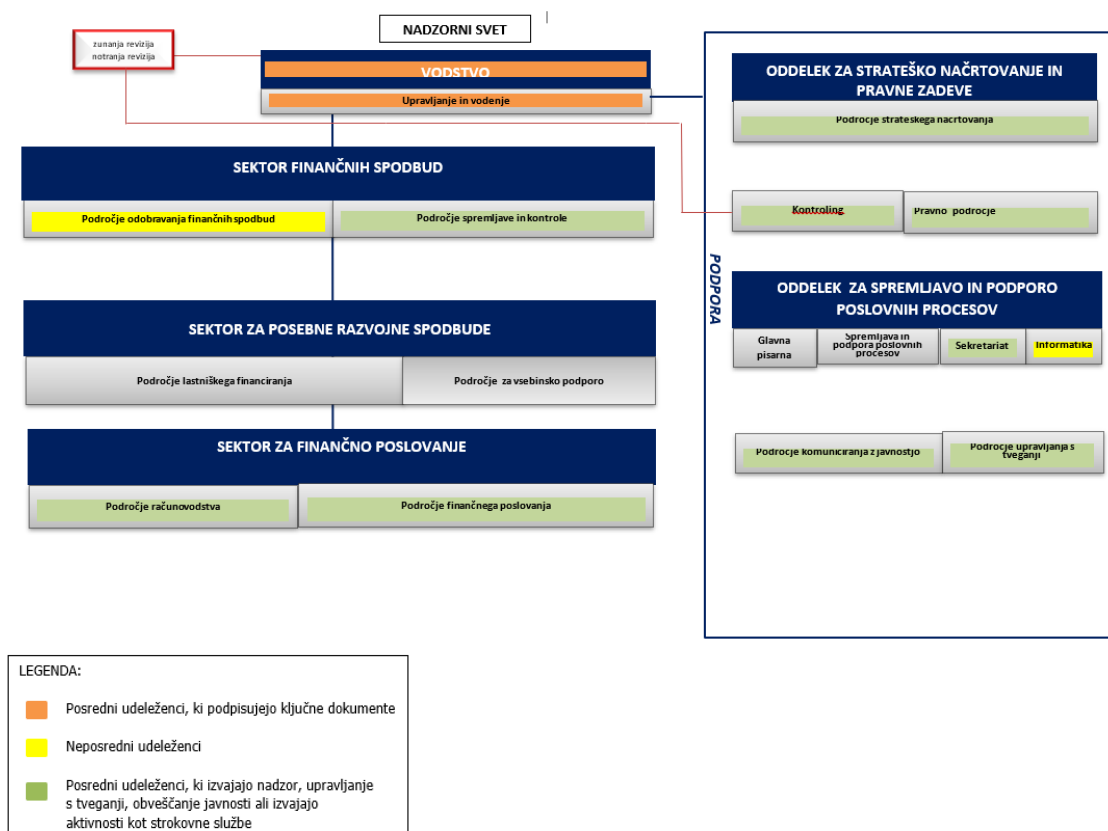 NADZORNI SVET
zunanja revizija
notranja revizija
VODSTVO
Upravljanje in vodenje
SEKTOR FINANČNIH SPODBUD
Področje odobravanja finančnih spodbud
Področje spremljave in kontrole
SEKTOR ZA POSEBNE RAZVOJNE SPODBUDE
Področje lastniškega financiranja
Področje za vsebinsko podporo
SEKTOR ZA FINANČNO POSLOVANJE
Področje računovodstva
Področje finančnega poslovanja
PODPORA
ODDELEK ZA STRATEŠKO NAČRTOVANJE IN
PRAVNE ZADEVE
Področje strateskega nacrtovanja
Kontroling
Pravno področje
ODDELEK ZA SPREMLJAVO IN PODPORO
POSLOVNIH PROCESOV
Glavna
pisarna
Spremljava in
podpora poslovnih
procesov
Sekretariat
Informatika
Področje komuniciranja z javnostjo
Področje upravljanja s
tveganji
LEGENDA:
Posredni udeleženci, ki podpisujejo ključne dokumente
Neposredni udeleženci
Posredni udeleženci, ki izvajajo nadzor, upravljanje
s tveganji, obveščanje javnosti ali izvajajo
aktivnosti kot strokovne službe